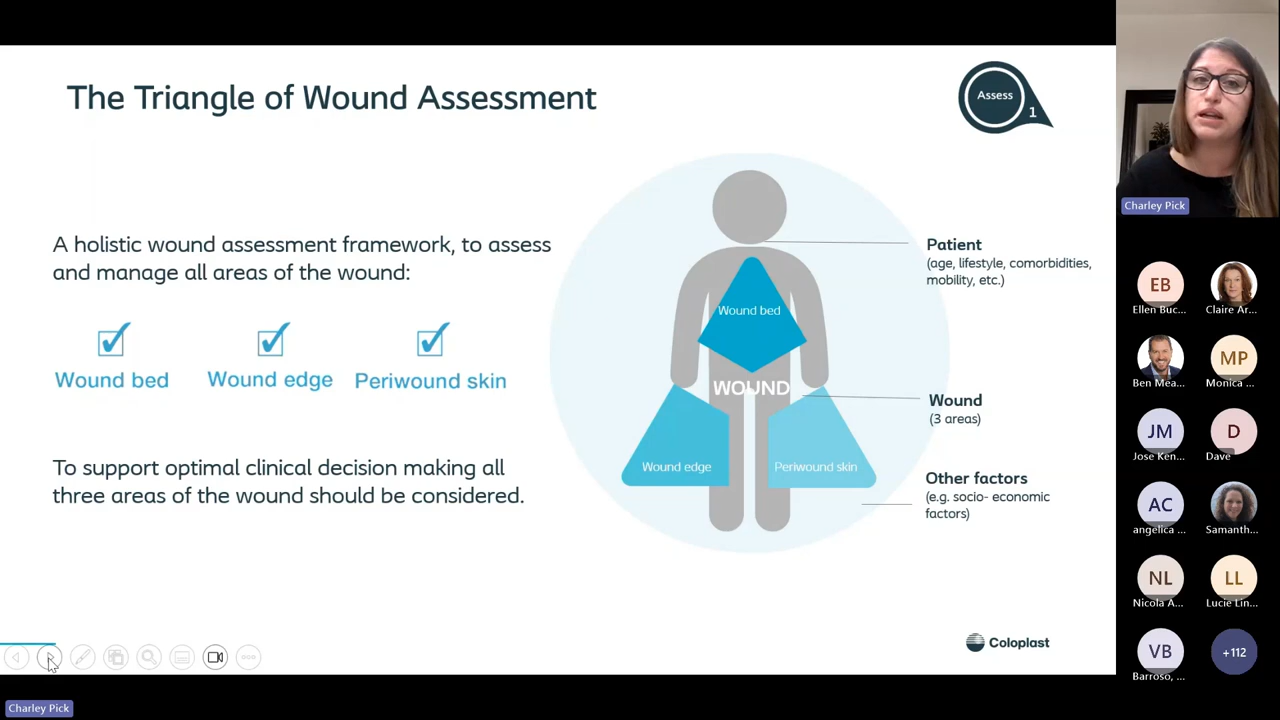 The Triangle of Wound Assessment
Assess
1
A holistic wound assessment framework, to assess
and manage all areas of the wound:
Wound bed
Wound edge
Periwound skin
To support optimal clinical decision making all
three areas of the wound should be considered.
Wound bed
WOUND
Wound edge
Periwound skin
Patient
(age, lifestyle, comorbidities,
mobility, etc.)
Wound
(3 areas)
Other factors
(e.g. socio- economic
factors)
Coloplast
Charley Pick
Charley Pick
EB
Ellen Buc...
Claire Ar...
Ben Mea...
MP
Monica ...
JM
Jose Ken...
D
Dave
AC
angelica ...
Samanth...
NL
Nicola A...
LL
Lucie Lin...
VB
Barroso, ...
+112